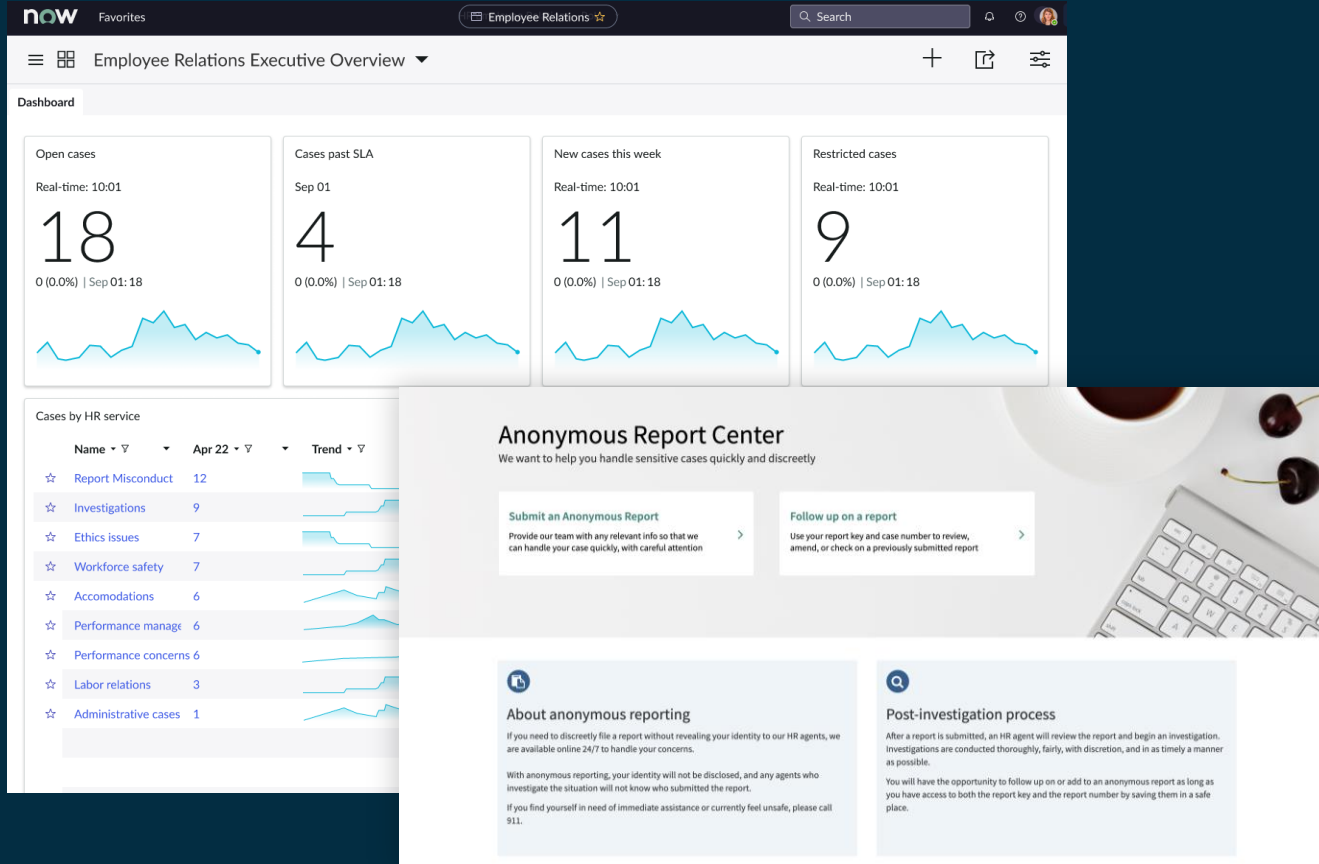 now Favorites Employee Relations Search
Employee Relations Executive Overview
Dashboard
Open cases
Real-time: 10:01
18
0 (0.0%) | Sep 01: 18
Cases past SLA
Sep 01
4
0 (0.0%) | Sep 01: 18
New cases this week
Real-time: 10:01
11
0 (0.0%) | Sep 01: 18
Restricted cases
Real-time: 10:01
9
0 (0.0%) | Sep 01: 18
Cases by HR service
Name Apr 22 Trend
Report Misconduct 12
Investigations 9
Ethics issues 7
Workforce safety 7
Accomodations 6
Performance manage 6
Performance concerns 6
Labor relations 3
Administrative cases 1
Anonymous Report Center
We want to help you handle sensitive cases quickly and discreetly
Submit an Anonymous Report
Provide our team with any relevant info so that we
can handle your case quickly, with careful attention
Follow up on a report
Use your report key and case number to review,
amend, or check on a previously submitted report
About anonymous reporting
If you need to discreetly file a report without revealing your identity to our HR agents, we
are available online 24/7 to handle your concerns.
With anonymous reporting, your identity will not be disclosed, and any agents who
investigate the situation will not know who submitted the report.
If you find yourself in need of immediate assistance or currently feel unsafe, please call
911.
Post-investigation process
After a report is submitted, an HR agent will review the report and begin an investigation.
Investigations are conducted thoroughly, fairly, with discretion, and in as timely a manner
as possible.
You will have the opportunity to follow up on or add to an anonymous report as long as
you have access to both the report key and the report number by saving them in a safe
place.